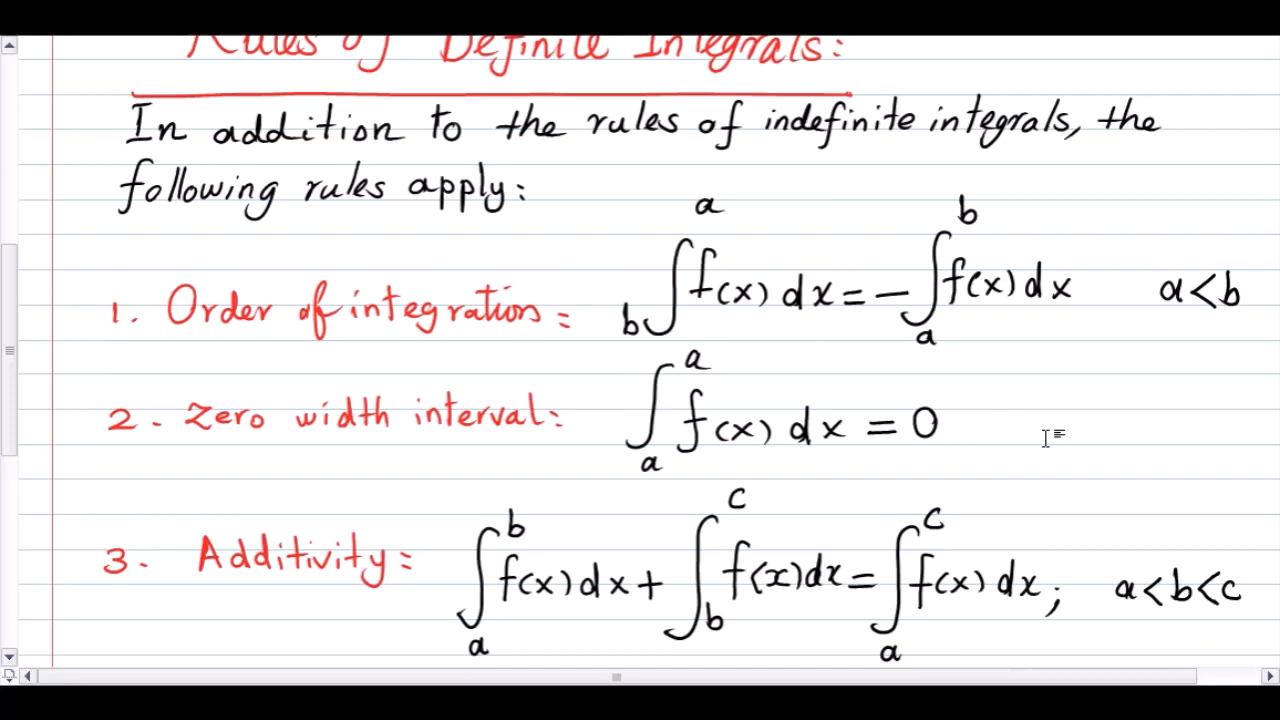 Rules of Definite Integrals:
In addition to the rules of indefinite integrals, the
following rules apply:
1. Order of integration: ∫_b^a f(x) dx = - ∫_a^b f(x) dx a < b
2. Zero width interval: ∫_a^a f(x) dx = 0
3. Additivity: ∫_a^b f(x) dx + ∫_b^c f(x) dx = ∫_a^c f(x) dx; a < b < c